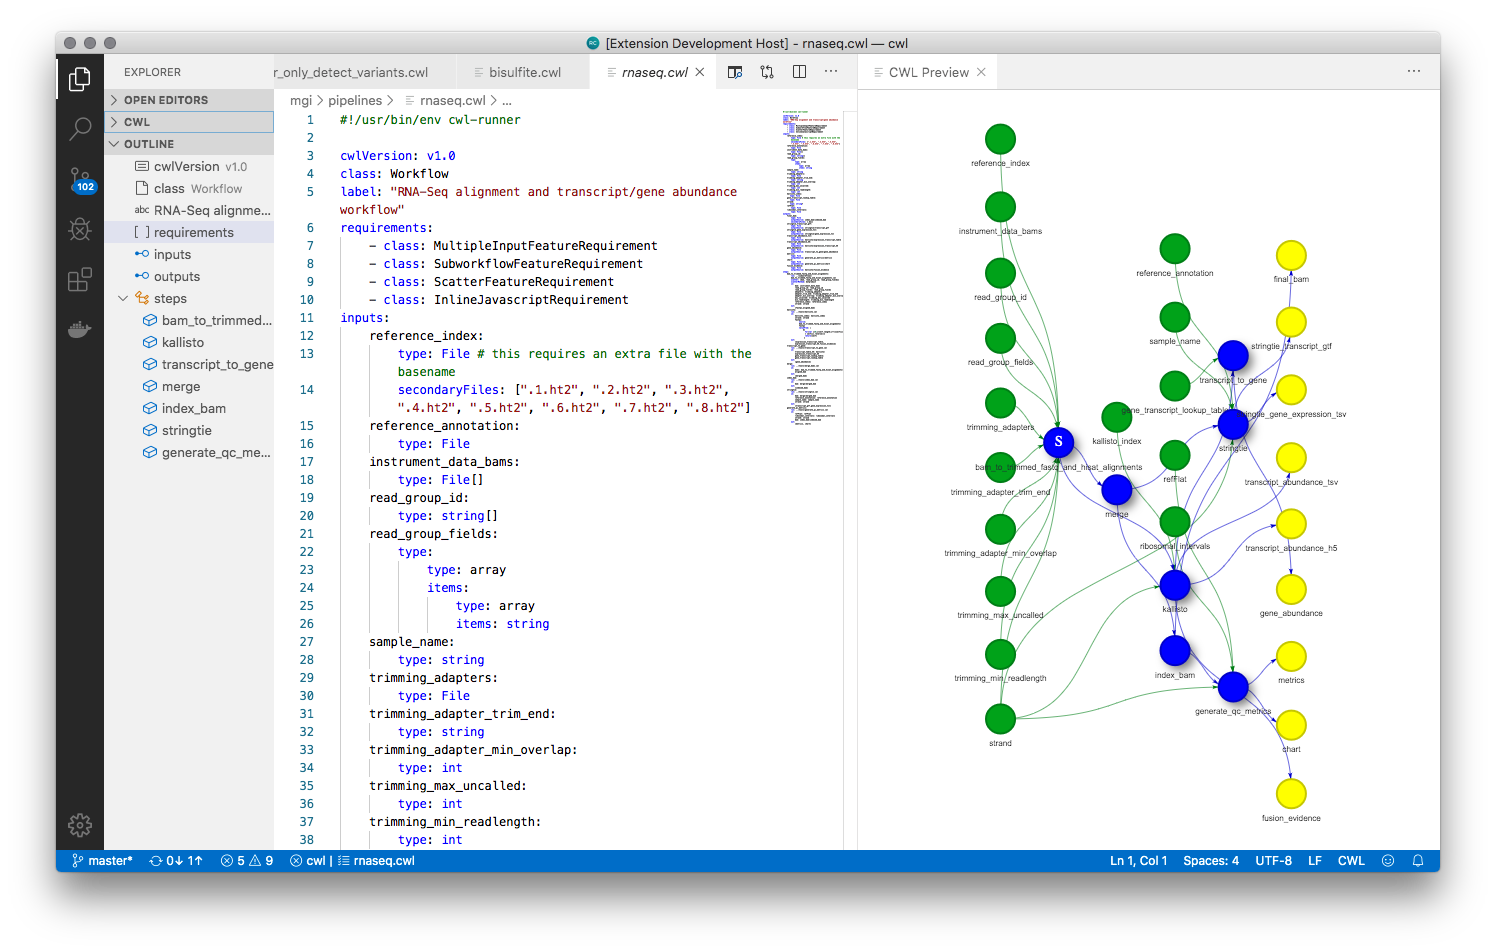 [Extension Development Host] - rnaseq.cwl — cwl
EXPLORER
OPEN EDITORS
CWL
OUTLINE
cwlVersion v1.0
class Workflow
abc RNA-Seq alignme...
[ ] requirements
inputs
outputs
steps
bam_to_trimmed...
kallisto
transcript_to_gene
merge
index_bam
stringtie
generate_qc_me...
102
r_only_detect_variants.cwl
bisulfite.cwl
rnaseq.cwl
mgi > pipelines > rnaseq.cwl > ...
1 #!/usr/bin/env cwl-runner
2
3 cwlVersion: v1.0
4 class: Workflow
5 label: "RNA-Seq alignment and transcript/gene abundance
workflow"
6 requirements:
7 - class: MultipleInputFeatureRequirement
8 - class: SubworkflowFeatureRequirement
9 - class: ScatterFeatureRequirement
10 - class: InlineJavascriptRequirement
11 inputs:
12 reference_index:
13 type: File # this requires an extra file with the
basename
14 secondaryFiles: [".1.ht2", ".2.ht2", ".3.ht2",
".4.ht2", ".5.ht2", ".6.ht2", ".7.ht2", ".8.ht2"]
15 reference_annotation:
16 type: File
17 instrument_data_bams:
18 type: File[]
19 read_group_id:
20 type: string[]
21 read_group_fields:
22 type:
23 type: array
24 items:
25 type: array
26 items: string
27 sample_name:
28 type: string
29 trimming_adapters:
30 type: File
31 trimming_adapter_trim_end:
32 type: string
33 trimming_adapter_min_overlap:
34 type: int
35 trimming_max_uncalled:
36 type: int
37 trimming_min_readlength:
38 type: int
CWL Preview
reference_index
instrument_data_bams
read_group_id
read_group_fields
trimming_adapters
trimming_adapter_trim_end
trimming_adapter_min_overlap
trimming_max_uncalled
trimming_min_readlength
strand
S
bam_to_trimmed_fastq_and_hisat_alignments
kallisto_index
merge
reference_annotation
sample_name
gene_transcript_lookup_table
refFlat
ribosomal_intervals
kallisto
index_bam
transcript_to_gene
stringtie
generate_qc_metrics
final_bam
stringtie_transcript_gtf
stringtie_gene_expression_tsv
transcript_abundance_tsv
transcript_abundance_h5
gene_abundance
metrics
chart
fusion_evidence
master* 0↓ 1↑ 5 9 cwl | rnaseq.cwl
Ln 1, Col 1 Spaces: 4 UTF-8 LF CWL